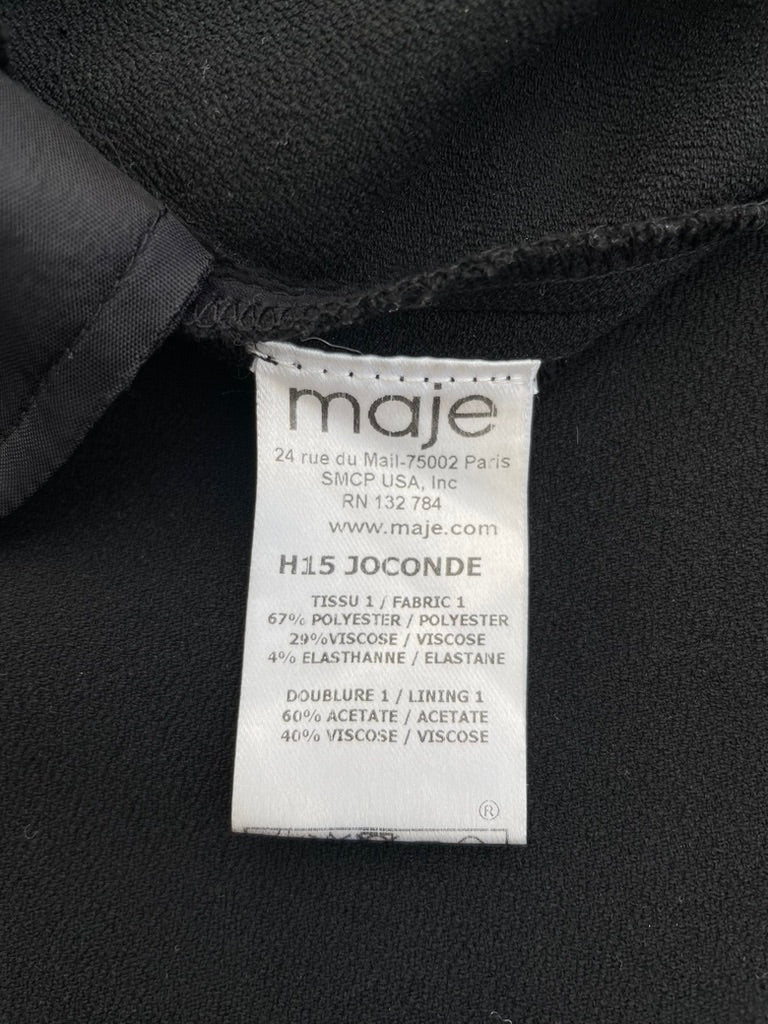 maje
24 rue du Mail-75002 Paris
SMCP USA, Inc
RN 132 784
www.maje.com
H15 JOCONDE
TISSU 1 / FABRIC 1
67% POLYESTER / POLYESTER
29%VISCOSE / VISCOSE
4% ELASTHANNE / ELASTANE
DOUBLURE 1 / LINING 1
60% ACETATE / ACETATE
40% VISCOSE / VISCOSE
®